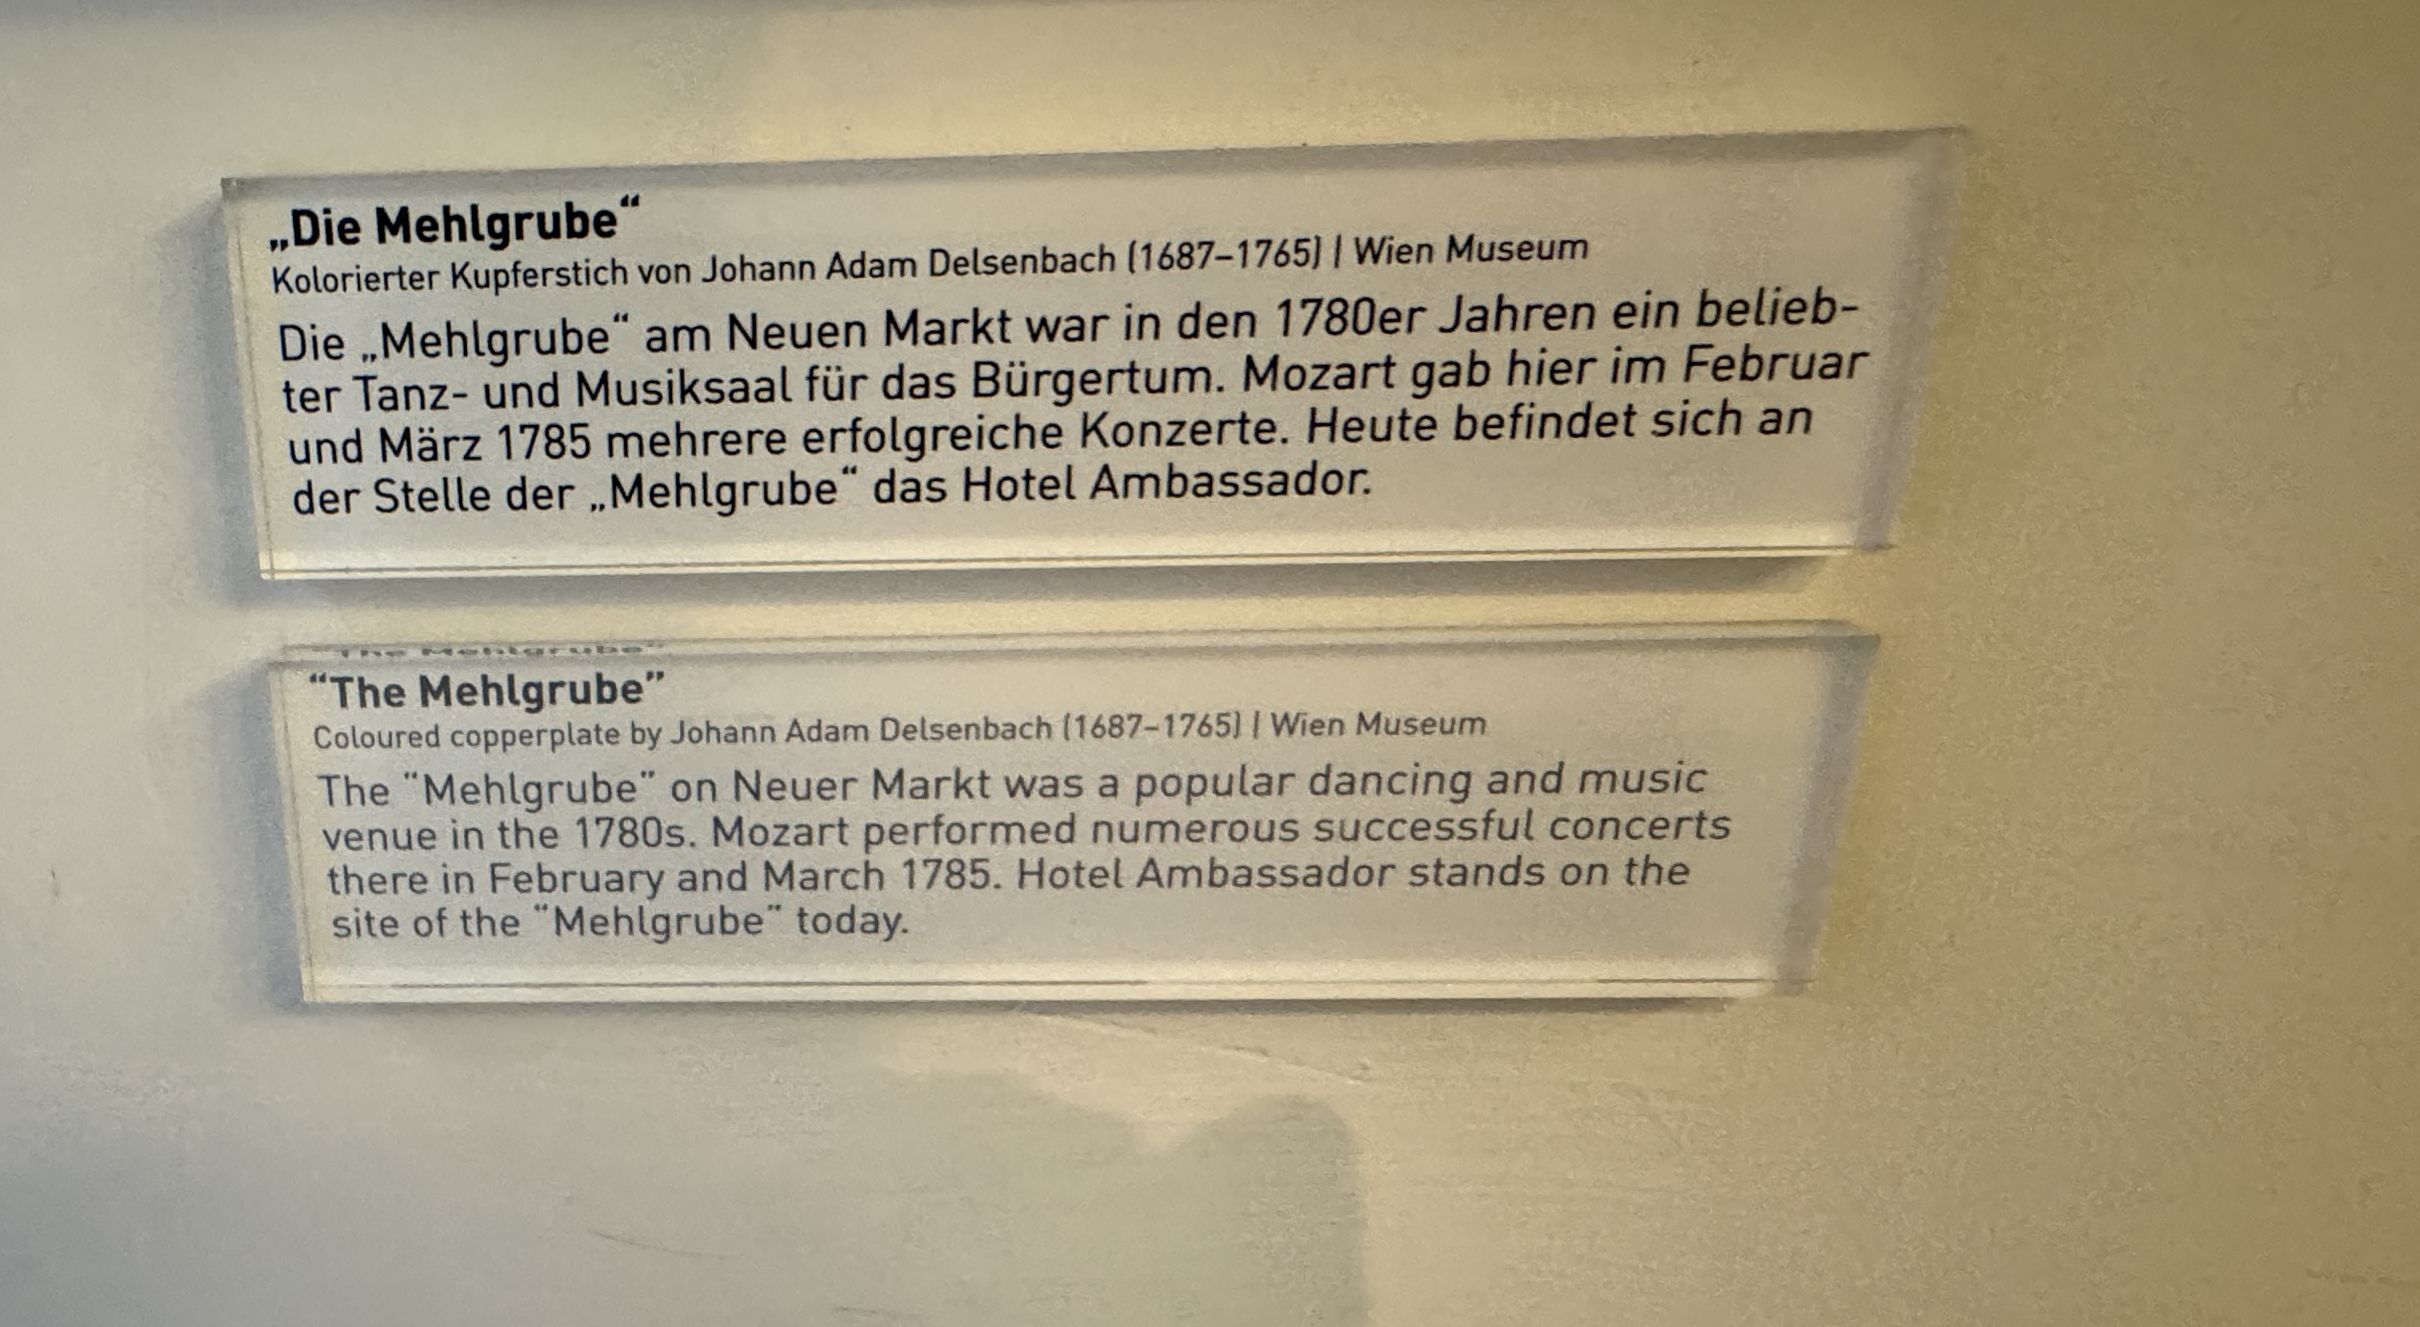 „Die Mehlgrube“
Kolorierter Kupferstich von Johann Adam Delsenbach (1687–1765) | Wien Museum
Die „Mehlgrube“ am Neuen Markt war in den 1780er Jahren ein belieb-
ter Tanz- und Musiksaal für das Bürgertum. Mozart gab hier im Februar
und März 1785 mehrere erfolgreiche Konzerte. Heute befindet sich an
der Stelle der „Mehlgrube“ das Hotel Ambassador.
“The Mehlgrube”
Coloured copperplate by Johann Adam Delsenbach (1687–1765) | Wien Museum
The “Mehlgrube” on Neuer Markt was a popular dancing and music
venue in the 1780s. Mozart performed numerous successful concerts
there in February and March 1785. Hotel Ambassador stands on the
site of the “Mehlgrube” today.